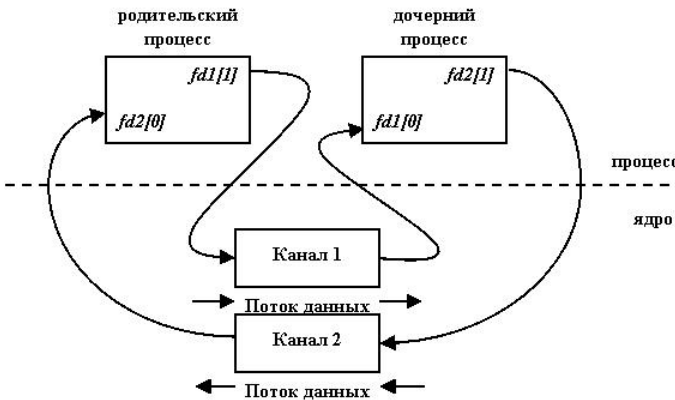 родительский
процесс
дочерний
процесс
fd1[1]
fd2[0]
fd2[1]
fd1[0]
процесс
ядро
Канал 1
Поток данных
Канал 2
Поток данных